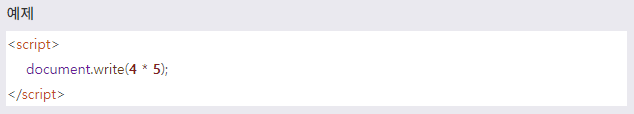 예제
<script>
document.write(4 * 5);
</script>